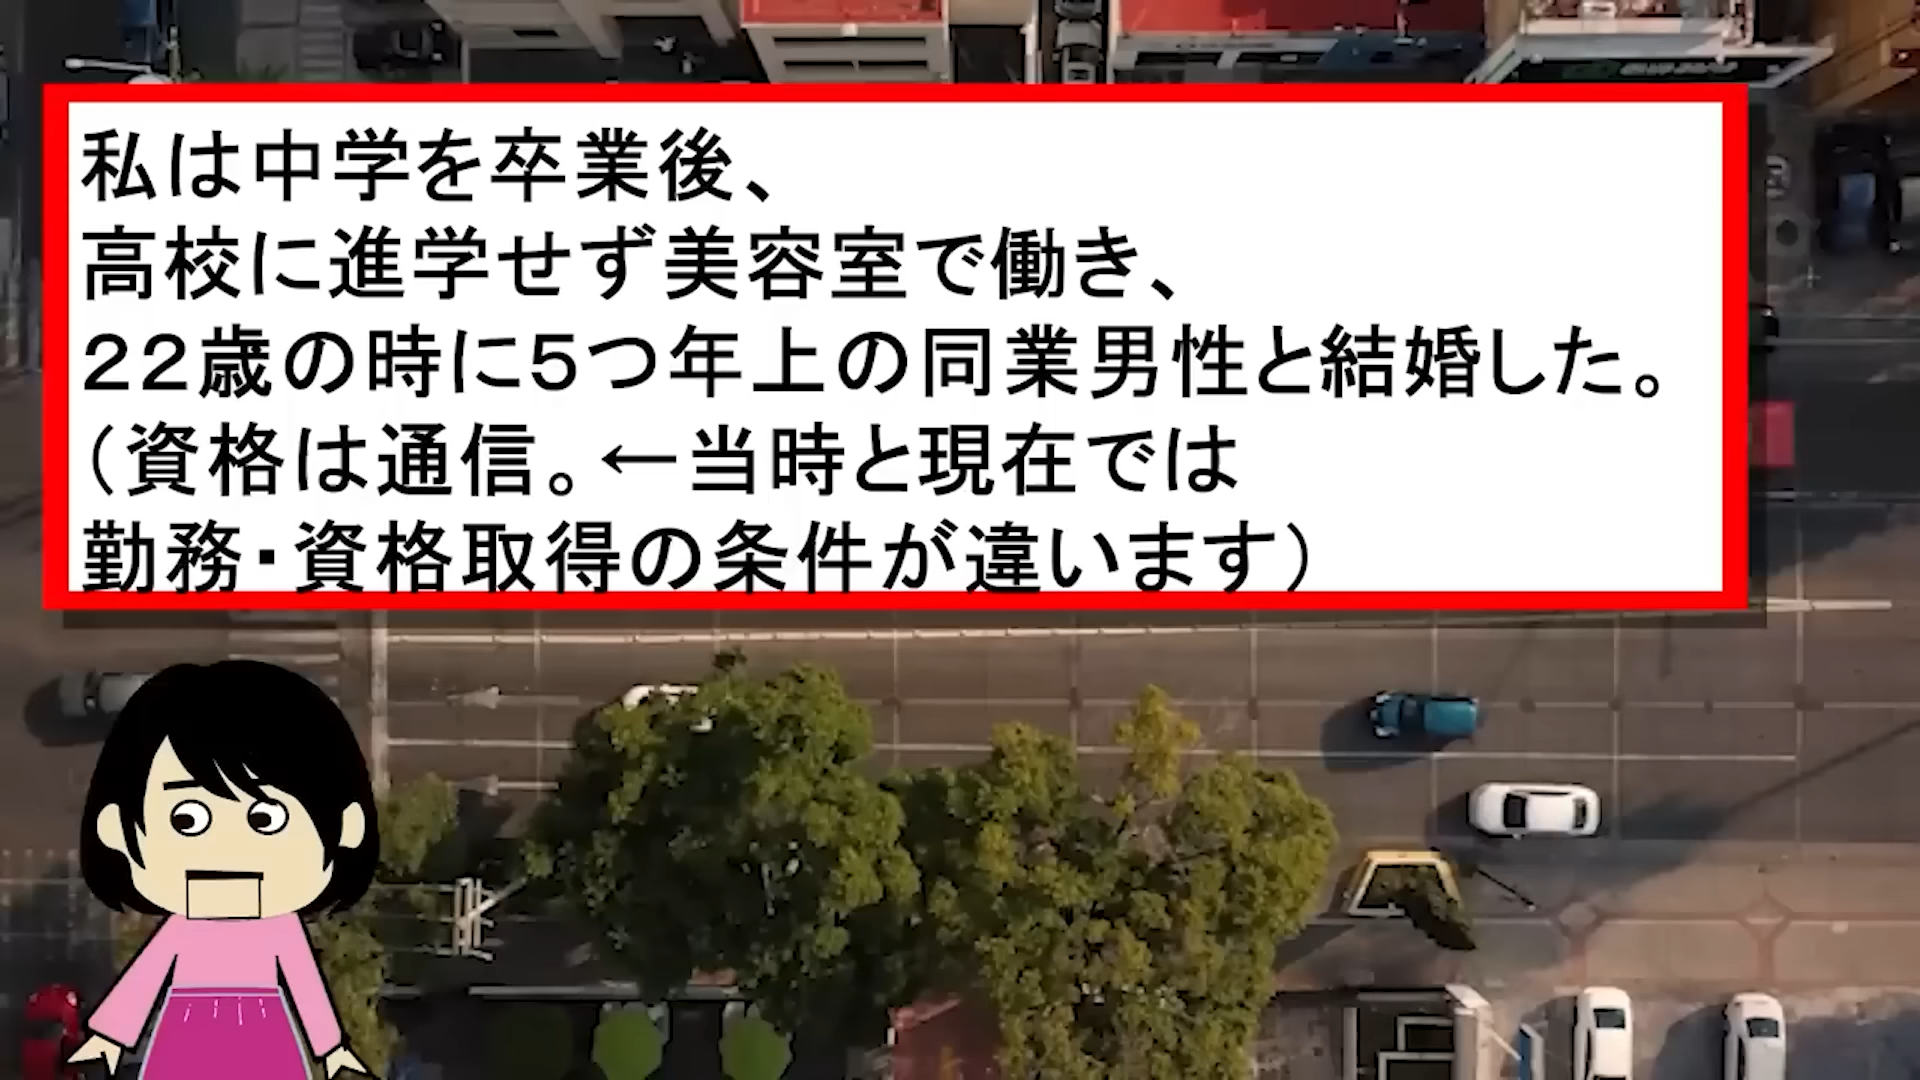 私は中学を卒業後、
高校に進学せず美容室で働き、
２２歳の時に５つ年上の同業男性と結婚した。
（資格は通信。←当時と現在では
勤務・資格取得の条件が違います）